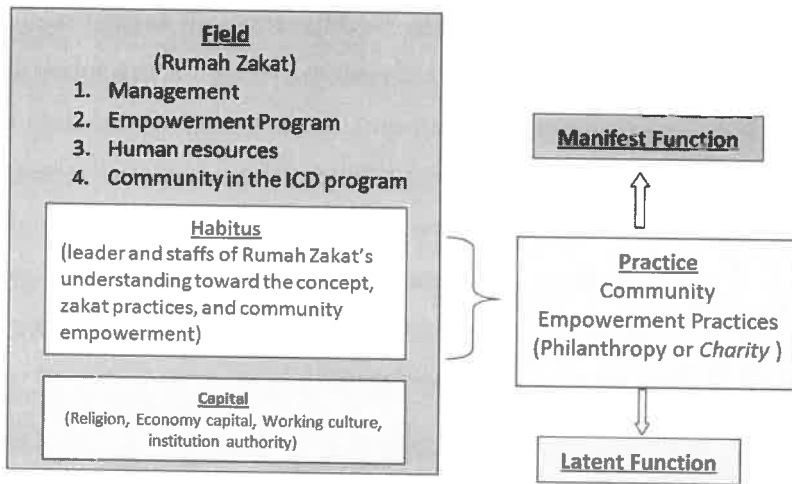 Field
(Rumah Zakat)
1. Management
2. Empowerment Program
3. Human resources
4. Community in the ICD program
Habitus
(leader and staffs of Rumah Zakat's
understanding toward the concept,
zakat practices, and community
empowerment)
Capital
(Religion, Economy capital, Working culture,
institution authority)
Manifest Function
Practice
Community
Empowerment Practices
(Philanthropy or Charity )
Latent Function